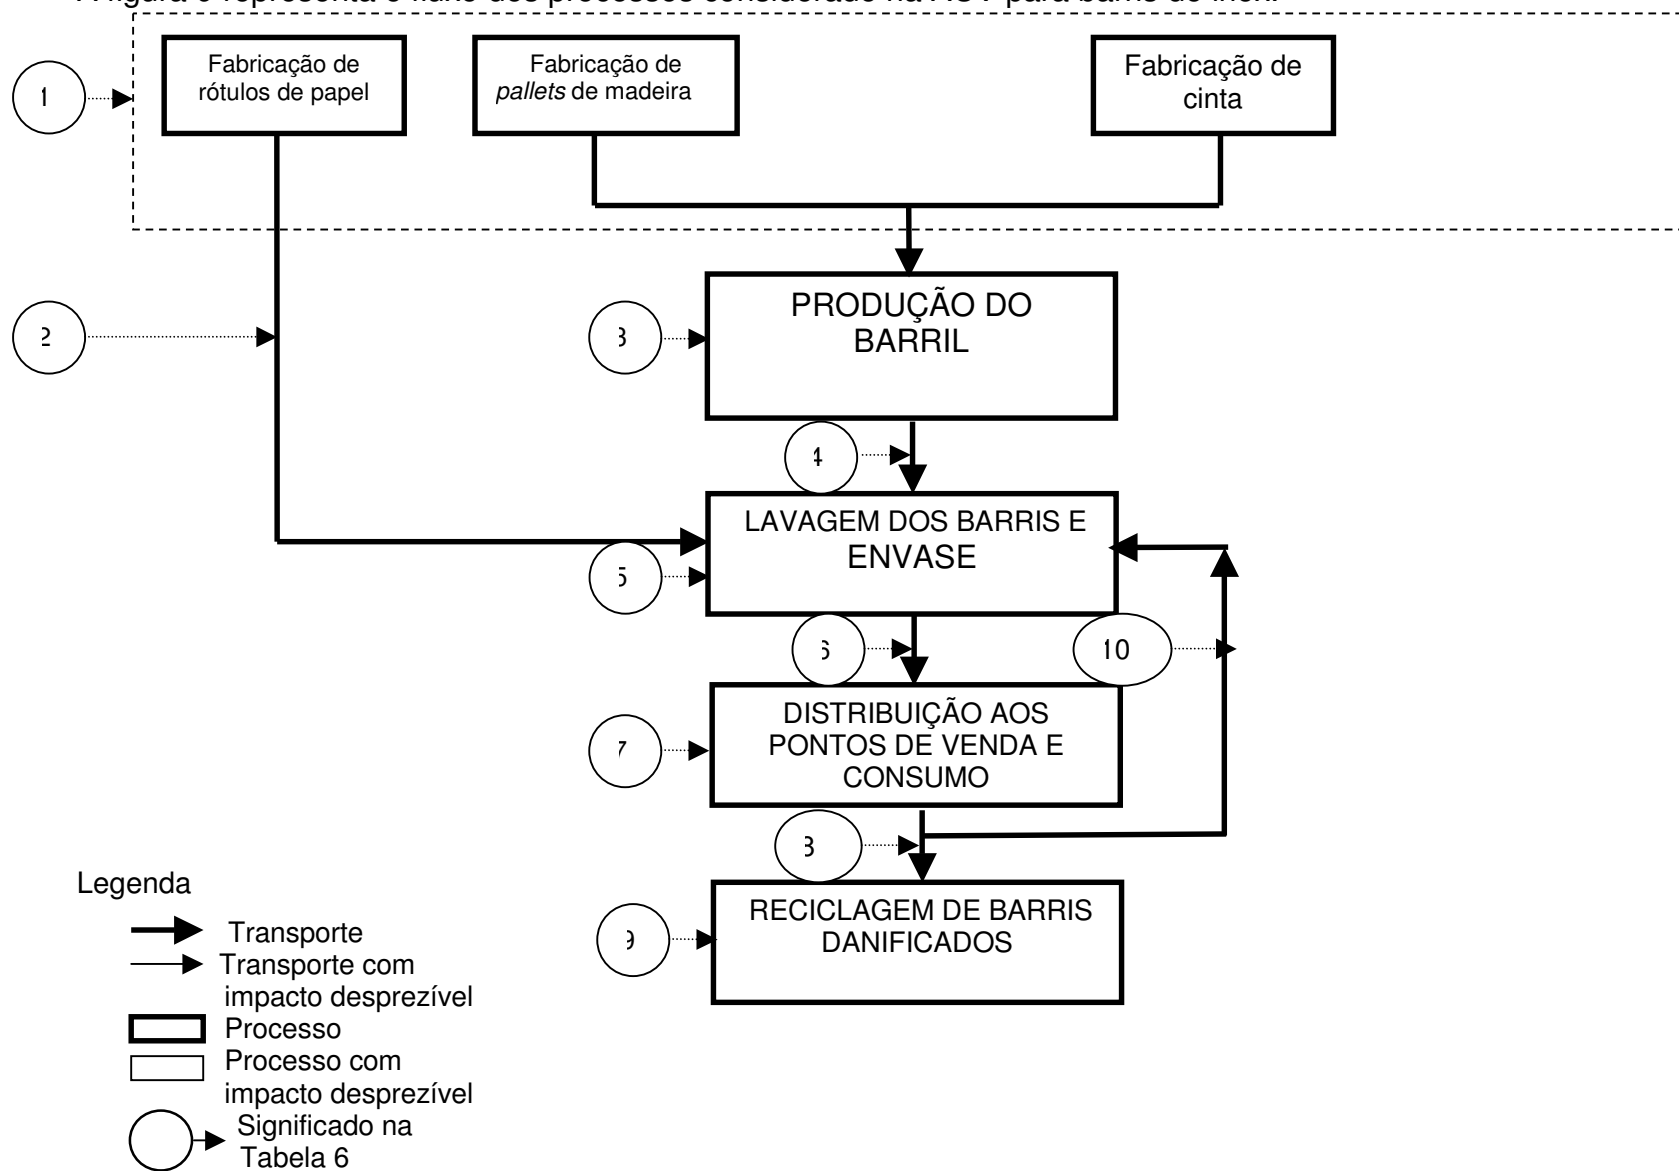 Fabricação de
rótulos de papel
Fabricação de
pallets de madeira
Fabricação de
cinta
1
2
3
PRODUÇÃO DO
BARRIL
4
LAVAGEM DOS BARRIS E
ENVASE
5
6
10
DISTRIBUIÇÃO AOS
PONTOS DE VENDA E
CONSUMO
7
8
RECICLAGEM DE BARRIS
DANIFICADOS
9
Legenda
Transporte
Transporte com
impacto desprezível
Processo
Processo com
impacto desprezível
Significado na
Tabela 6